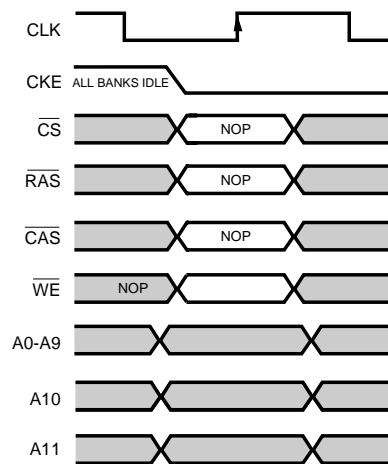 CLK
CKE ALL BANKS IDLE
CS NOP
RAS NOP
CAS NOP
WE NOP
A0-A9
A10
A11